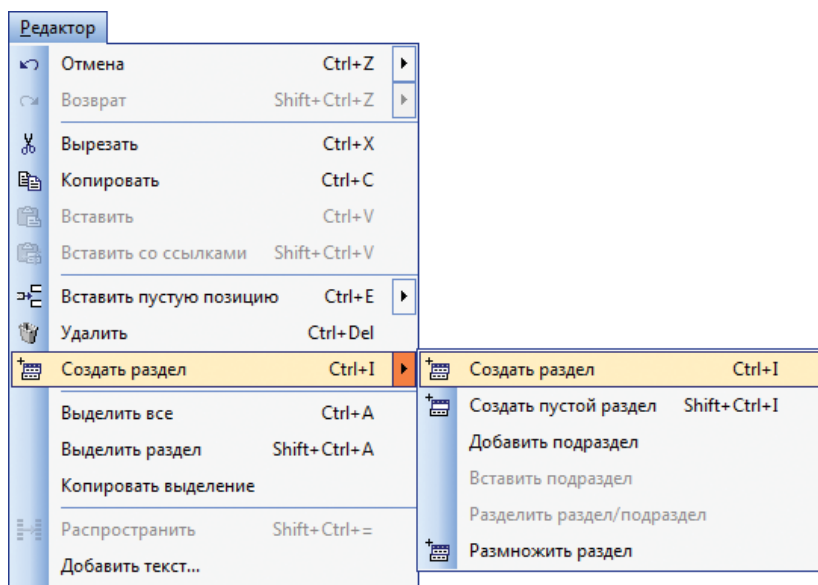 Редактор
Отмена Ctrl+Z
Возврат Shift+Ctrl+Z
Вырезать Ctrl+X
Копировать Ctrl+C
Вставить Ctrl+V
Вставить со ссылками Shift+Ctrl+V
Вставить пустую позицию Ctrl+E
Удалить Ctrl+Del
Создать раздел Ctrl+I
Выделить все Ctrl+A
Выделить раздел Shift+Ctrl+A
Копировать выделение
Распространить Shift+Ctrl+=
Добавить текст...
Создать раздел Ctrl+I
Создать пустой раздел Shift+Ctrl+I
Добавить подраздел
Вставить подраздел
Разделить раздел/подраздел
Размножить раздел